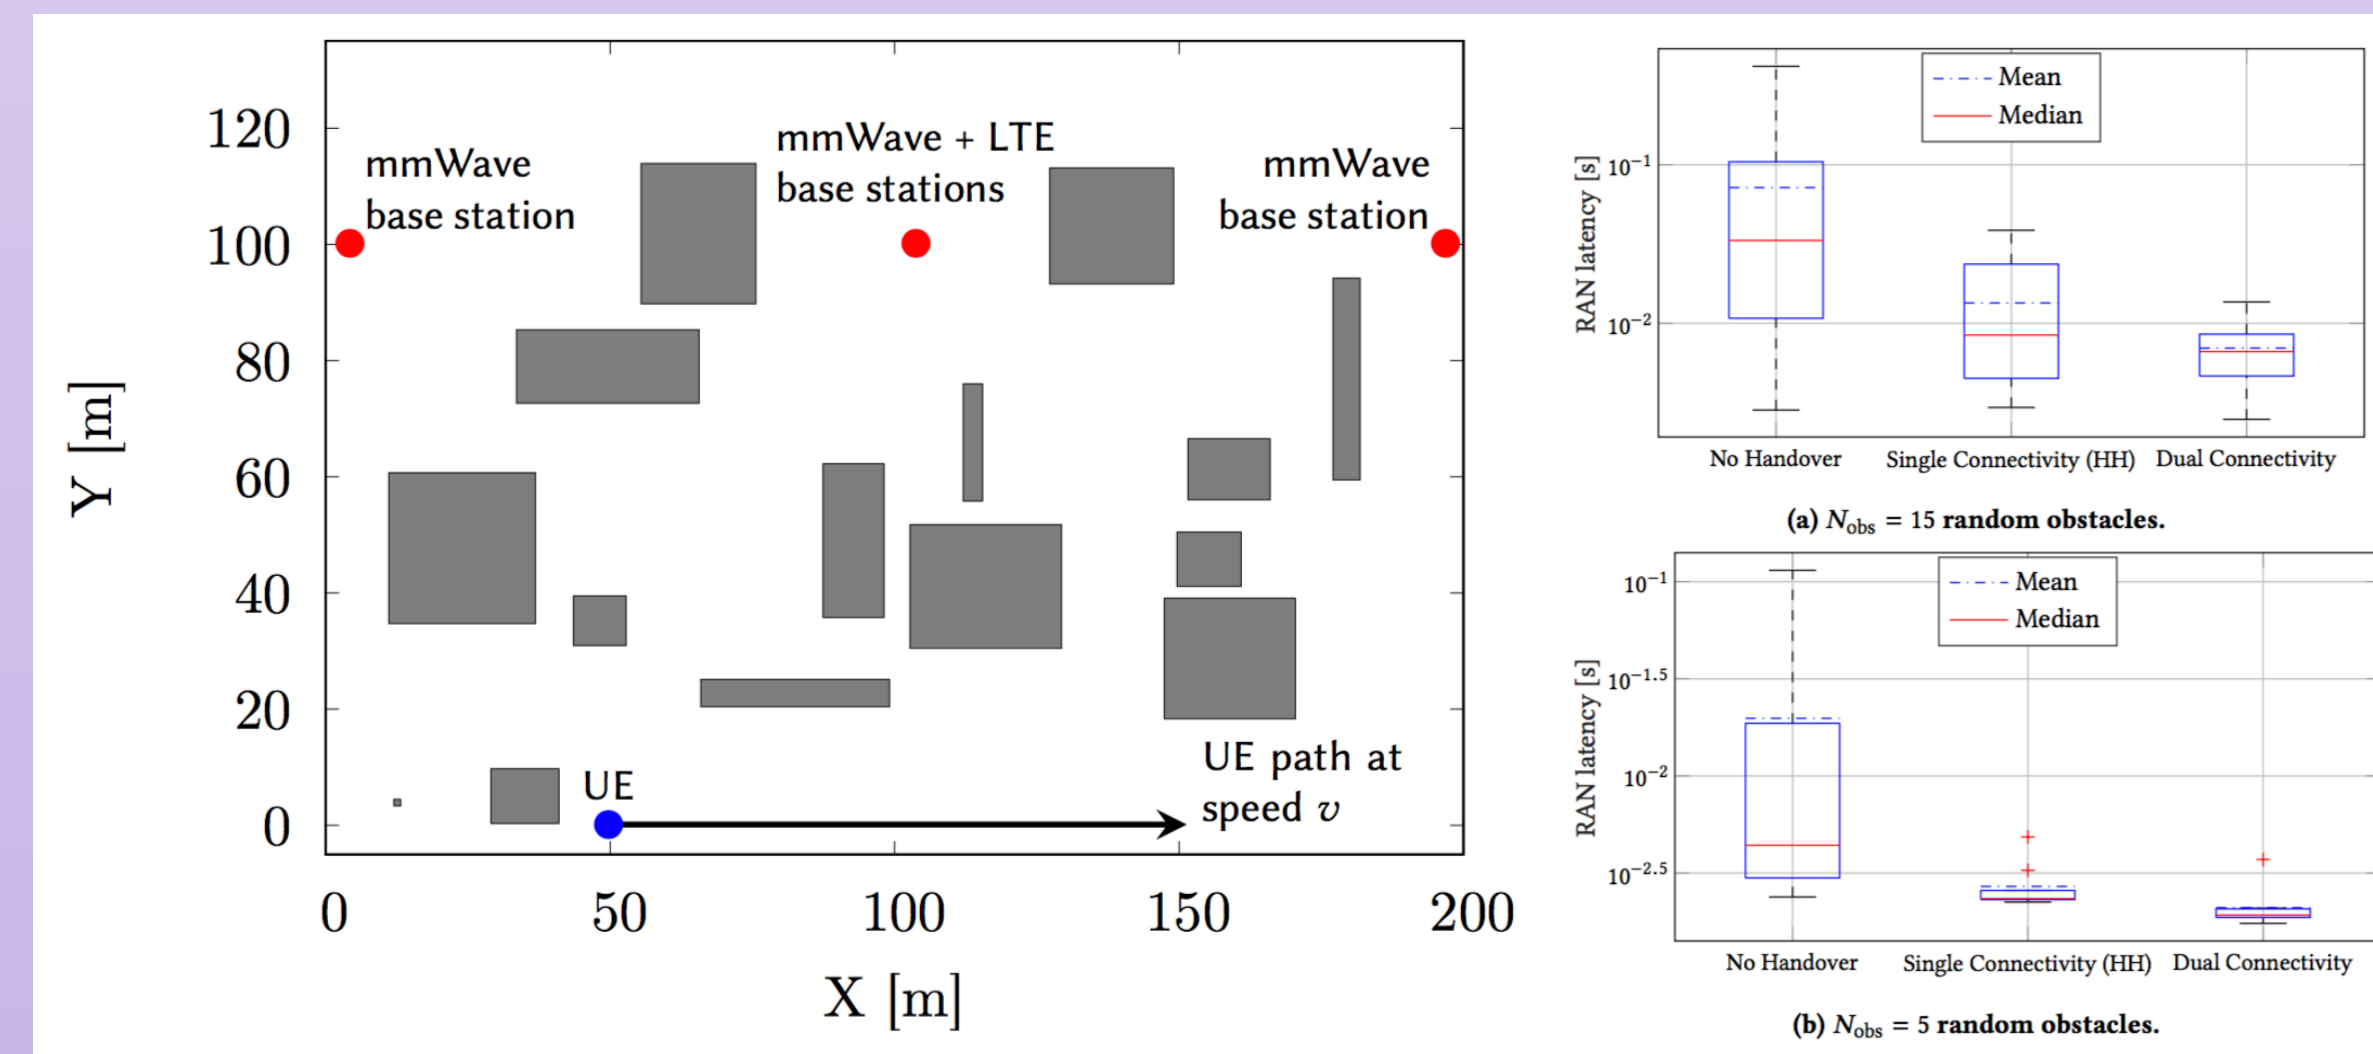 120
100
80
60
40
20
0
Y [m]
mmWave
base station
mmWave + LTE
base stations
mmWave
base station
UE
UE path at
speed v
0 50 100 150 200
X [m]
Mean
Median
RAN latency [s]
10⁻¹
10⁻²
No Handover Single Connectivity (HH) Dual Connectivity
(a) N_obs = 15 random obstacles.
Mean
Median
RAN latency [s]
10⁻¹
10⁻¹·⁵
10⁻²
10⁻²·⁵
No Handover Single Connectivity (HH) Dual Connectivity
(b) N_obs = 5 random obstacles.